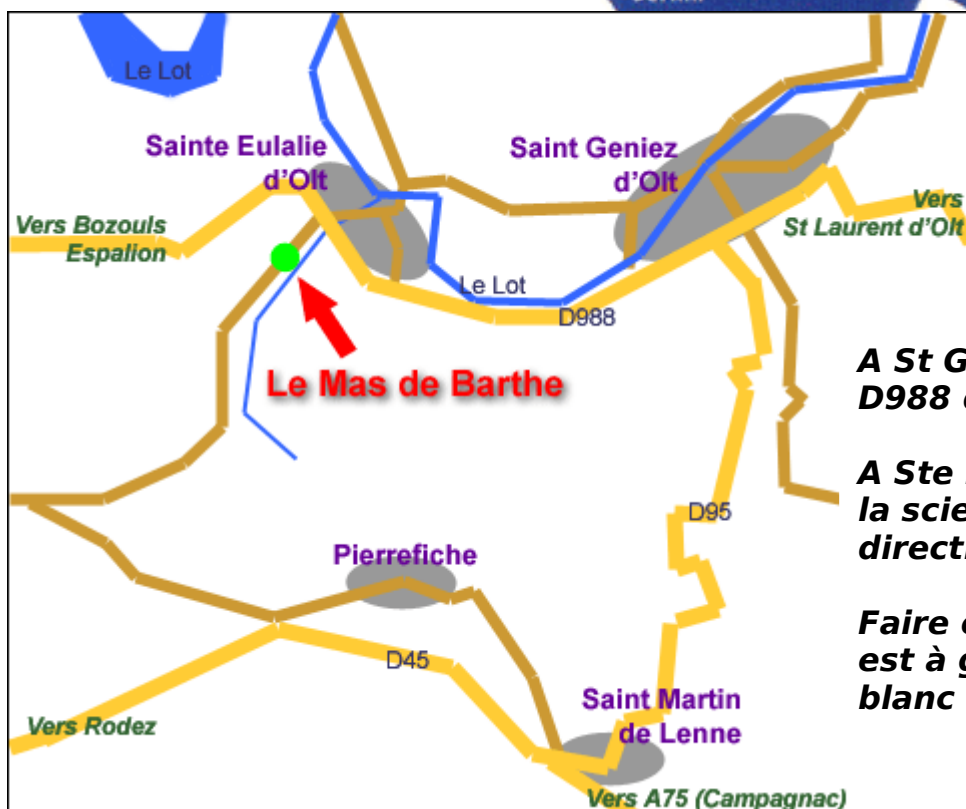 Le Lot
Sainte Eulalie
d'Olt
Saint Geniez
d'Olt
Vers Bozouls
Espalion
Vers
St Laurent d'Olt
Le Lot
D988
Le Mas de Barthe
A St G
D988
A Ste
la scie
directi
D95
Pierrefiche
Faire
est à
blanc
D45
Saint Martin
de Lenne
Vers Rodez
Vers A75 (Campagnac)